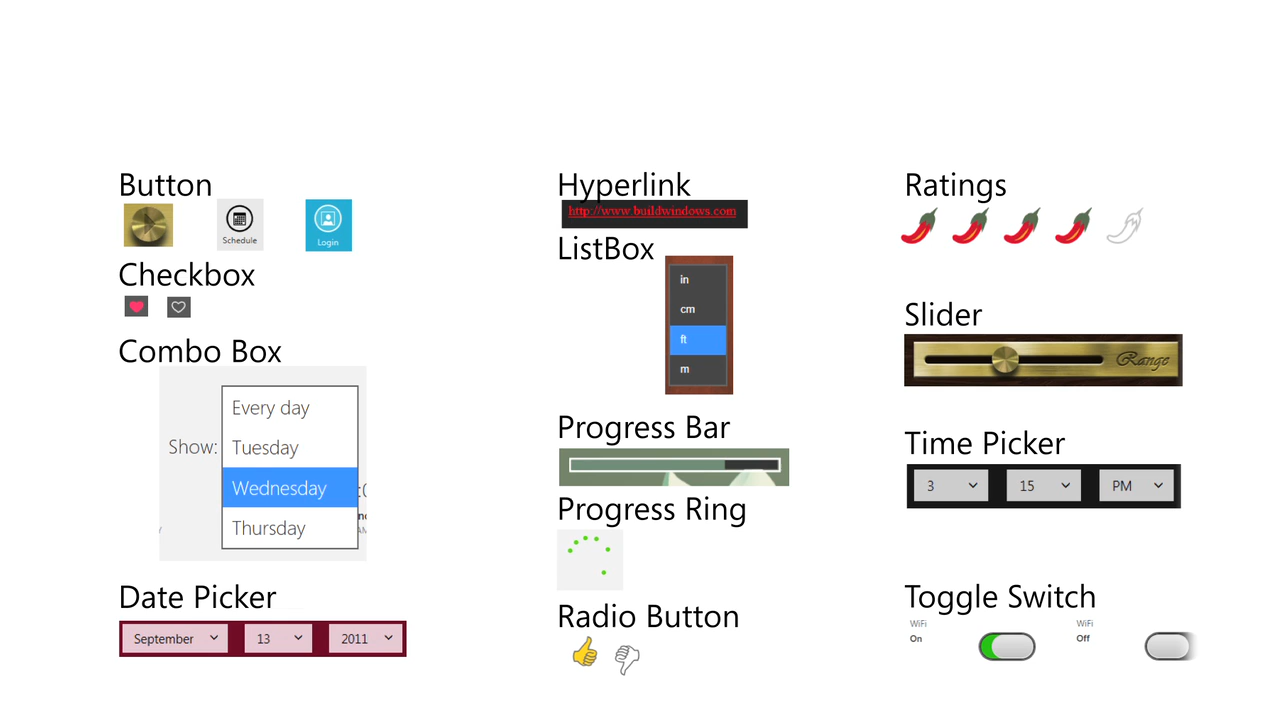 Button
Schedule
Login
Checkbox
Combo Box
Show:
Every day
Tuesday
Wednesday
Thursday
Date Picker
September 13 2011
Hyperlink
http://www.buildwindows.com
ListBox
in
cm
ft
m
Progress Bar
Progress Ring
Radio Button
Ratings
Slider
Range
Time Picker
3 15 PM
Toggle Switch
WiFi
On
WiFi
Off